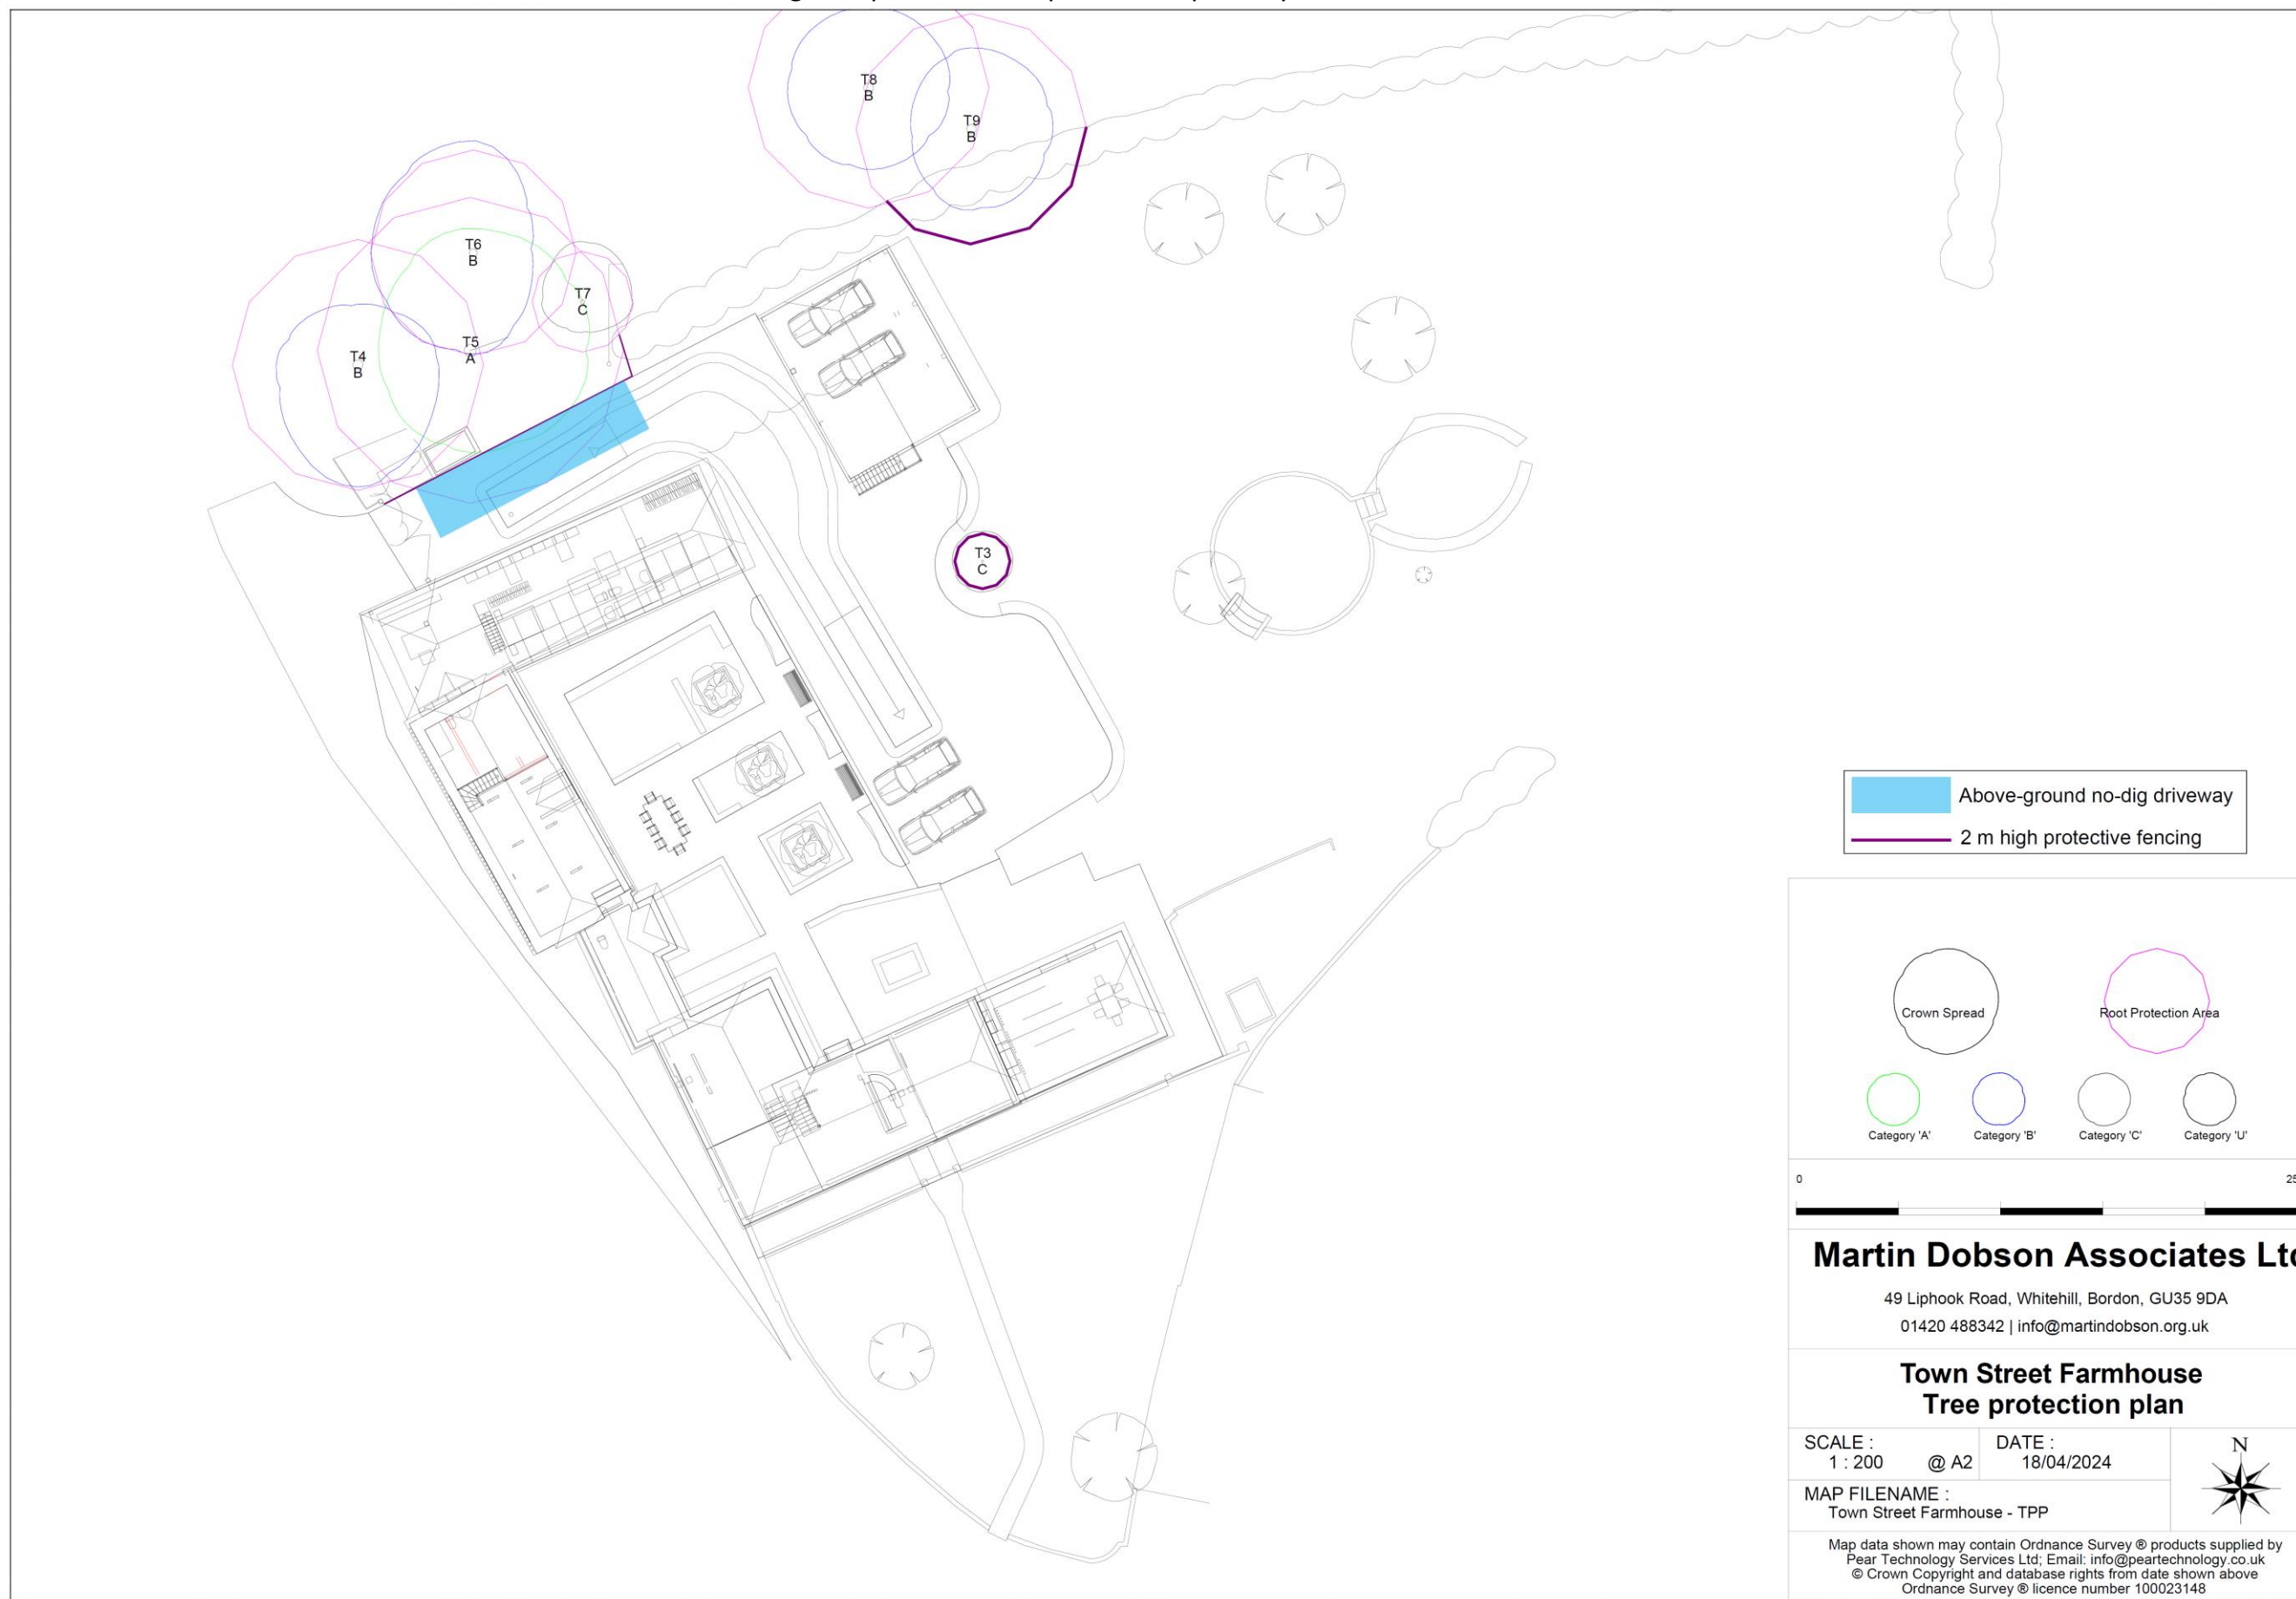 T8
B
T9
B
T6
B
T7
C
T5
A
T4
B
T3
C
Above-ground no-dig driveway
2 m high protective fencing
Crown Spread
Root Protection Area
Category 'A'
Category 'B'
Category 'C'
Category 'U'
0
25
Martin Dobson Associates Ltd
49 Liphook Road, Whitehill, Bordon, GU35 9DA
01420 488342 | info@martindobson.org.uk
Town Street Farmhouse
Tree protection plan
SCALE :
1 : 200 @ A2
DATE :
18/04/2024
N
MAP FILENAME :
Town Street Farmhouse - TPP
Map data shown may contain Ordnance Survey ® products supplied by
Pear Technology Services Ltd; Email: info@peartechnology.co.uk
© Crown Copyright and database rights from date shown above
Ordnance Survey ® licence number 100023148